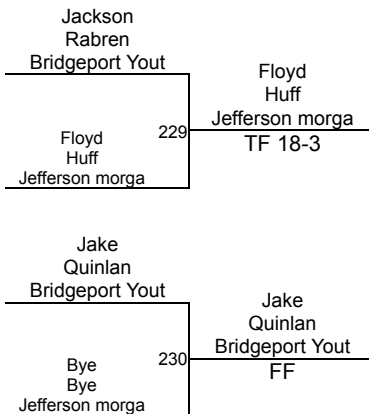 Jackson
Rabren
Bridgeport Yout
Floyd
Huff
Jefferson morga
229
Floyd
Huff
Jefferson morga
TF 18-3
Jake
Quinlan
Bridgeport Yout
Bye
Bye
Jefferson morga
230
Jake
Quinlan
Bridgeport Yout
FF